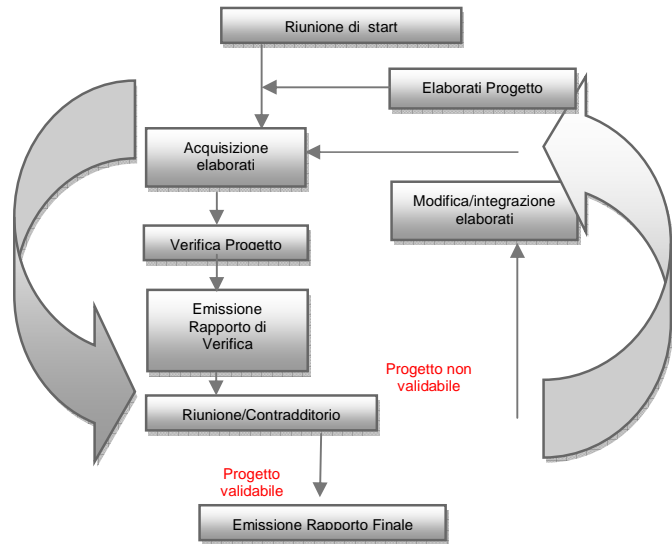 Riunione di start
Elaborati Progetto
Acquisizione
elaborati
Modifica/integrazione
elaborati
Verifica Progetto
Emissione
Rapporto di
Verifica
Progetto non
validabile
Riunione/Contradditorio
Progetto
validabile
Emissione Rapporto Finale